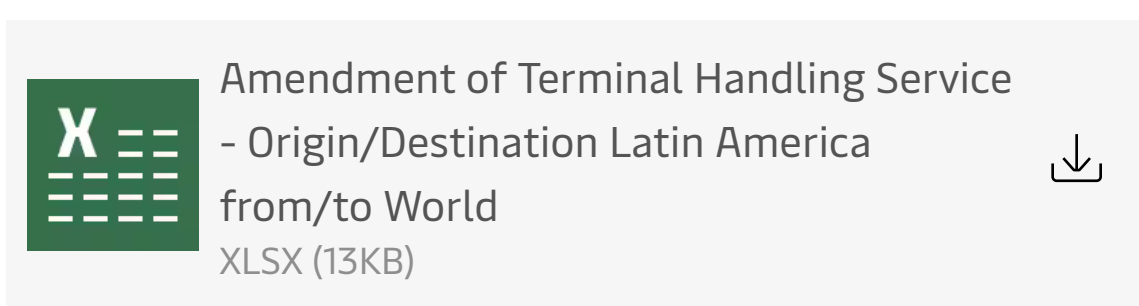 Amendment of Terminal Handling Service
- Origin/Destination Latin America
from/to World
XLSX (13KB)